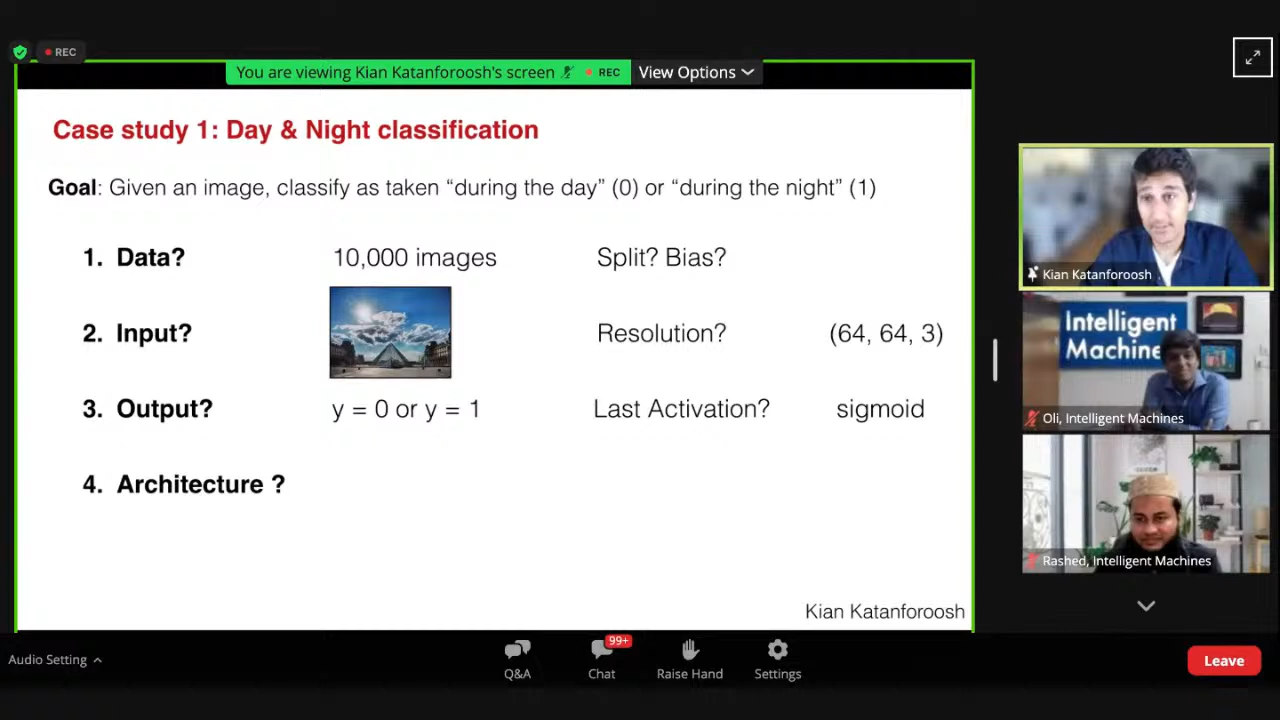 REC
You are viewing Kian Katanforoosh's screen REC View Options
Case study 1: Day & Night classification
Goal: Given an image, classify as taken “during the day” (0) or “during the night” (1)
1. Data? 10,000 images Split? Bias?
2. Input? Resolution? (64, 64, 3)
3. Output? y = 0 or y = 1 Last Activation? sigmoid
4. Architecture ?
Kian Katanforoosh
Kian Katanforoosh
Intelligent
Machine
Oli, Intelligent Machines
Rashed, Intelligent Machines
Audio Setting
Q&A
99+
Chat
Raise Hand
Settings
Leave